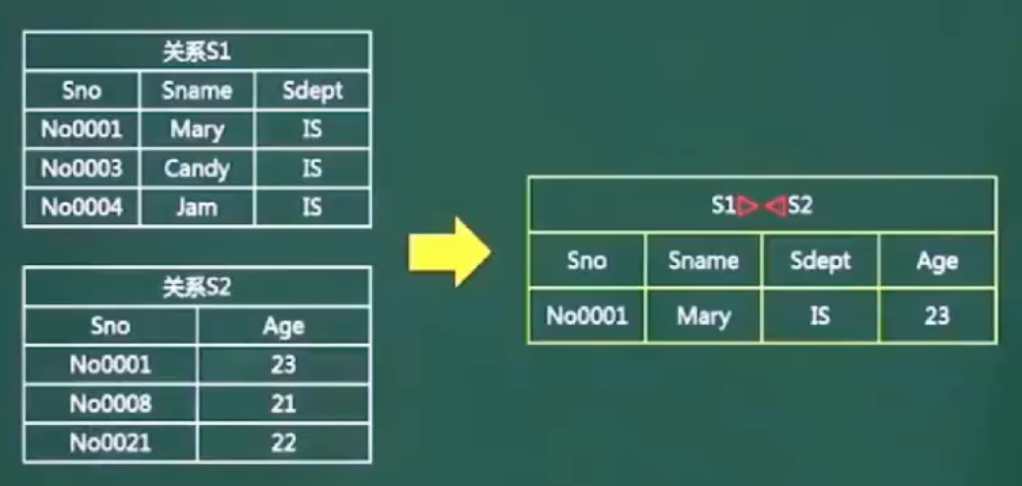 关系S1
Sno Sname Sdept
No0001 Mary IS
No0003 Candy IS
No0004 Jam IS
关系S2
Sno Age
No0001 23
No0008 21
No0021 22
S1▷◁S2
Sno Sname Sdept Age
No0001 Mary IS 23